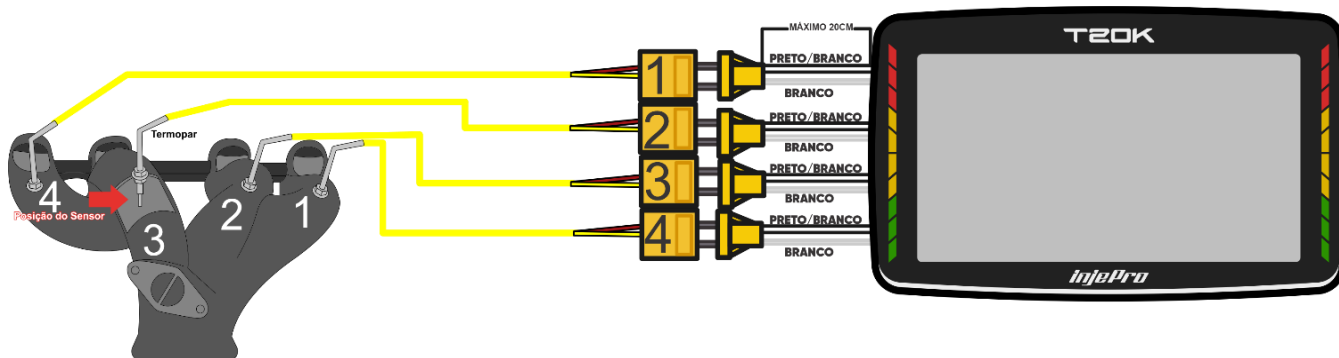 MÁXIMO 20CM
T20K
1
PRETO/BRANCO
BRANCO
2
PRETO/BRANCO
BRANCO
3
PRETO/BRANCO
BRANCO
4
PRETO/BRANCO
BRANCO
Termopar
4
Posição do Sensor
3
2
1
injePro